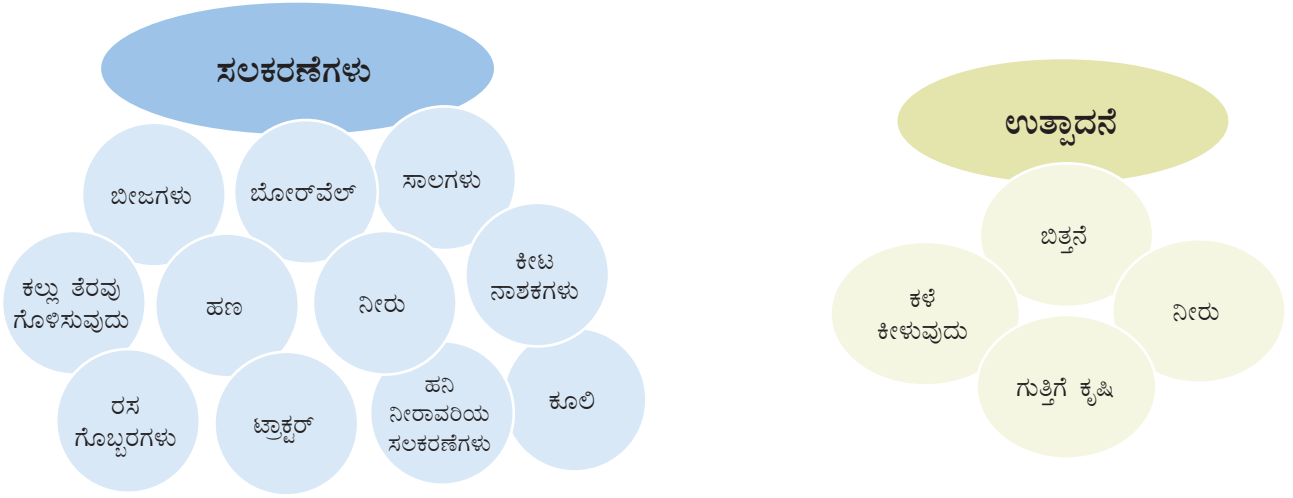 ಸಲಕರಣೆಗಳು
ಬೀಜಗಳು
ಬೋರ್‌ವೆಲ್
ಸಾಲಗಳು
ಕಲ್ಲು ತೆರವು
ಗೊಳಿಸುವುದು
ಹಣ
ನೀರು
ಕೀಟ
ನಾಶಕಗಳು
ರಸ
ಗೊಬ್ಬರಗಳು
ಟ್ರಾಕ್ಟರ್
ಹನಿ
ನೀರಾವರಿಯ
ಸಲಕರಣೆಗಳು
ಕೂಲಿ
ಉತ್ಪಾದನೆ
ಬಿತ್ತನೆ
ಕಳೆ
ಕೀಳುವುದು
ನೀರು
ಗುತ್ತಿಗೆ ಕೃಷಿ